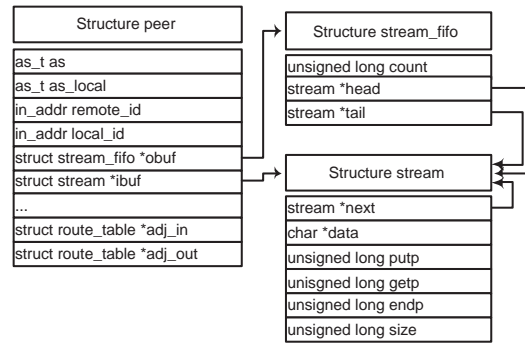 Structure peer
as_t as
as_t as_local
in_addr remote_id
in_addr local_id
struct stream_fifo *obuf
struct stream *ibuf
...
struct route_table *adj_in
struct route_table *adj_out
Structure stream_fifo
unsigned long count
stream *head
stream *tail
Structure stream
stream *next
char *data
unsigned long putp
unisgned long getp
unsigned long endp
unsigned long size